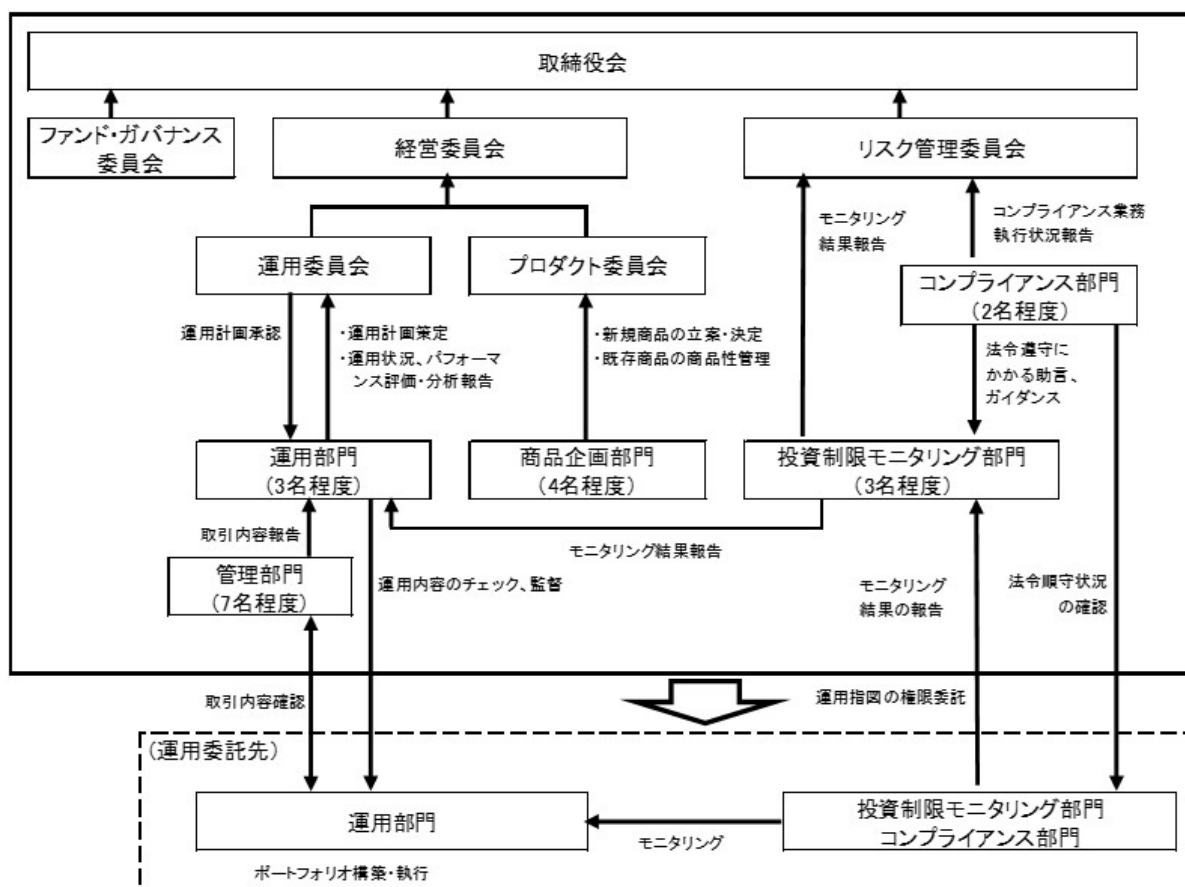 取締役会
ファンド・ガバナンス
委員会
経営委員会
リスク管理委員会
モニタリング
結果報告
コンプライアンス業務
執行状況報告
運用委員会
プロダクト委員会
コンプライアンス部門
(2名程度)
運用計画承認
・運用計画策定
・運用状況、パフォーマ
ンス評価・分析報告
・新規商品の立案・決定
・既存商品の商品性管理
法令遵守に
かかる助言、
ガイダンス
運用部門
(3名程度)
商品企画部門
(4名程度)
投資制限モニタリング部門
(3名程度)
取引内容報告
モニタリング結果報告
管理部門
(7名程度)
運用内容のチェック、監督
モニタリング
結果の報告
法令順守状況
の確認
取引内容確認
運用指図の権限委託
(運用委託先)
運用部門
モニタリング
投資制限モニタリング部門
コンプライアンス部門
ポートフォリオ構築・執行